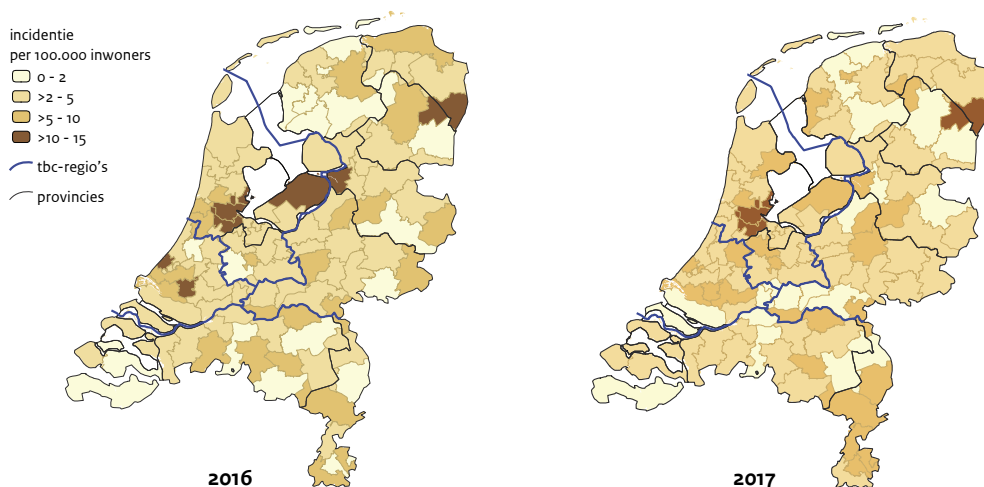 incidentie
per 100.000 inwoners
0 - 2
>2 - 5
>5 - 10
>10 - 15
tbc-regio's
provincies
2016
2017